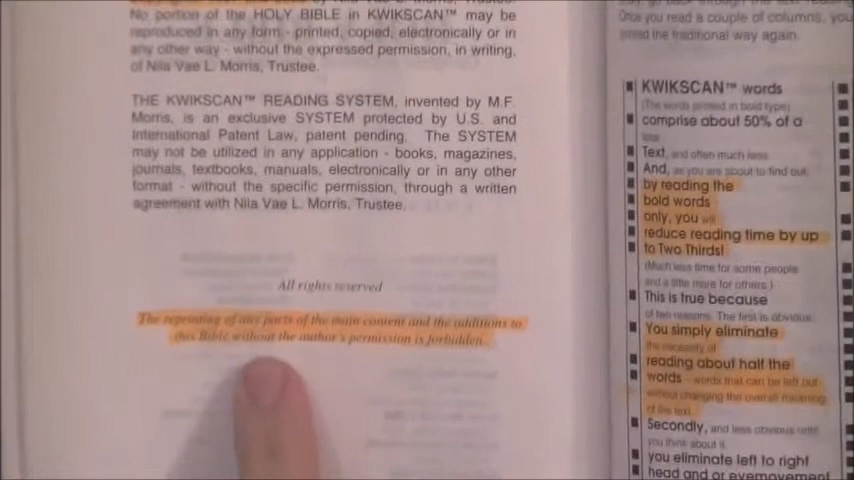 by Nila Vae L. Morris, Trustee.
No portion of the HOLY BIBLE in KWIKSCAN™ may be
reproduced in any form - printed, copied, electronically or in
any other way - without the expressed permission, in writing,
of Nila Vae L. Morris, Trustee.
THE KWIKSCAN™ READING SYSTEM, invented by M.F.
Morris, is an exclusive SYSTEM protected by U.S. and
International Patent Law, patent pending. The SYSTEM
may not be utilized in any application - books, magazines,
journals, textbooks, manuals, electronically or in any other
format - without the specific permission, through a written
agreement with Nila Vae L. Morris, Trustee.
All rights reserved
The reprinting of any parts of the main content and the additions to
this Bible without the author's permission is forbidden.
Once you read a couple of columns, you
the traditional way again.
KWIKSCAN™ words
(The words printed in bold type)
comprise about 50% of a
Text, and often much less.
And, as you are about to find out,
by reading the
bold words
only, you will
reduce reading time by up
to Two Thirds!
(Much less time for some people
and a little more for others.)
This is true because
of two reasons. The first is obvious.
You simply eliminate
the necessity of
reading about half the
words - words that can be left out
without changing the overall meaning
of the text.
Secondly, and less obvious until
you think about it,
you eliminate left to right
head and or eyemovement